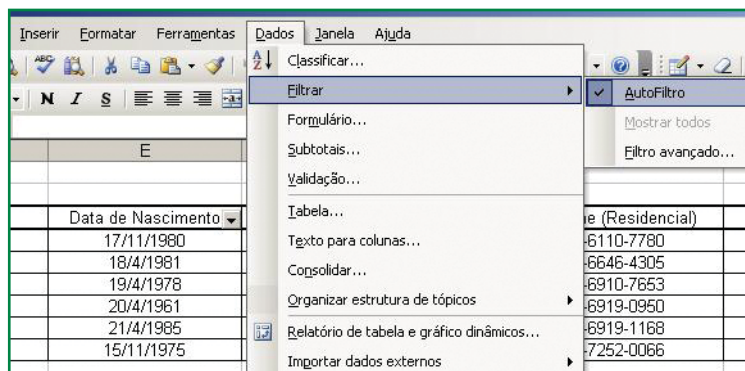 Inserir Formatar Ferramentas Dados Janela Ajuda
ABC
A Z Classificar...
N I S a
Filtrar AutoFiltro
Formulário... Mostrar todos
E Subtotais... Filtro avançado...
Validação...
Data de Nascimento Tabela... (Residencial)
17/11/1980 Texto para colunas... -6110-7780
18/4/1981 Consolidar... -6646-4305
19/4/1978 -6910-7653
20/4/1961 Organizar estrutura de tópicos -6919-0950
21/4/1985 Relatório de tabela e gráfico dinâmicos... -6919-1168
15/11/1975 -7252-0066
Importar dados externos